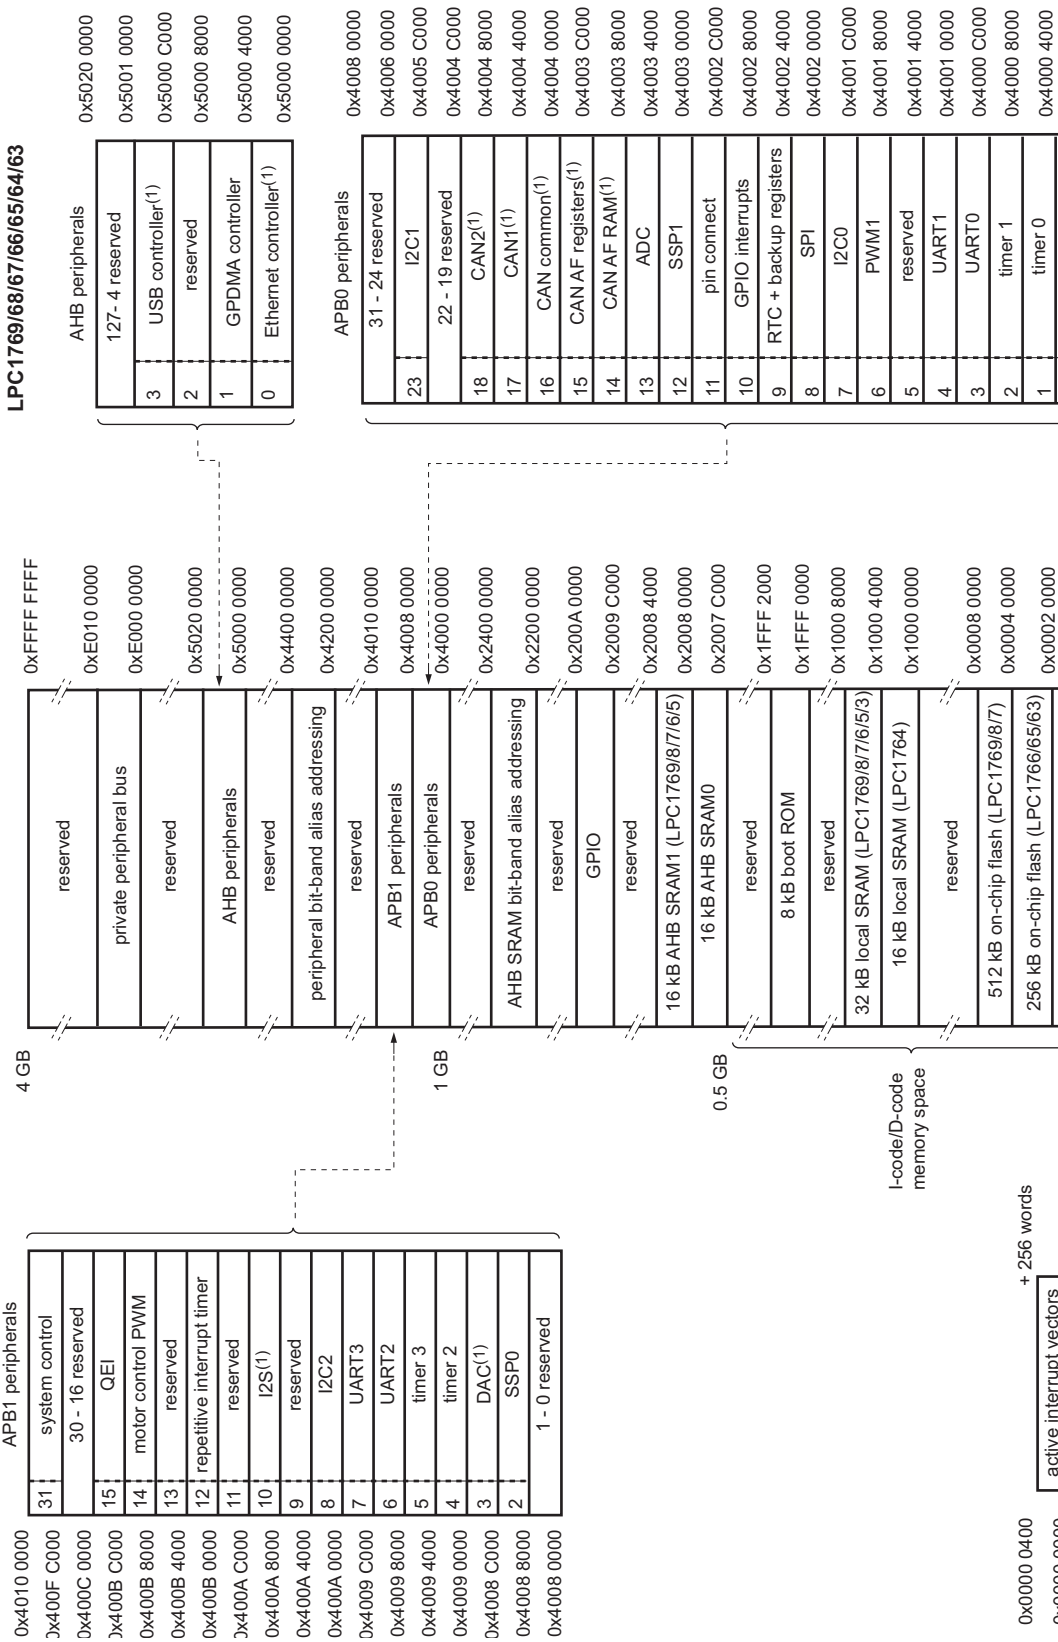 LPC1769/68/67/66/65/64/63
APB1 peripherals
0x4010 0000
31 system control
0x400F C000
30 - 16 reserved
0x400C 0000
15 QEI
0x400B C000
14 motor control PWM
0x400B 8000
13 reserved
0x400B 4000
12 repetitive interrupt timer
0x400B 0000
11 reserved
0x400A C000
10 I2S(1)
0x400A 8000
9 reserved
0x400A 4000
8 I2C2
0x400A 0000
7 UART3
0x4009 C000
6 UART2
0x4009 8000
5 timer 3
0x4009 4000
4 timer 2
0x4009 0000
3 DAC(1)
0x4008 C000
2 SSP0
0x4008 8000
1 - 0 reserved
0x4008 0000
+ 256 words
0x0000 0400
active interrupt vectors
4 GB
0xFFFF FFFF
reserved
0xE010 0000
private peripheral bus
0xE000 0000
reserved
0x5020 0000
AHB peripherals
0x5000 0000
reserved
0x4400 0000
peripheral bit-band alias addressing
0x4200 0000
reserved
0x4010 0000
APB1 peripherals
0x4008 0000
APB0 peripherals
1 GB
0x4000 0000
reserved
0x2400 0000
AHB SRAM bit-band alias addressing
0x2200 0000
reserved
0x200A 0000
GPIO
0x2009 C000
reserved
0x2008 4000
16 kB AHB SRAM1 (LPC1769/8/7/6/5)
0x2008 0000
16 kB AHB SRAM0
0x2007 C000
0.5 GB
reserved
0x1FFF 2000
8 kB boot ROM
0x1FFF 0000
reserved
0x1000 8000
32 kB local SRAM (LPC1769/8/7/6/5/3)
0x1000 4000
16 kB local SRAM (LPC1764)
0x1000 0000
I-code/D-code
memory space
reserved
0x0008 0000
512 kB on-chip flash (LPC1769/8/7)
0x0004 0000
256 kB on-chip flash (LPC1766/65/63)
0x0002 0000
AHB peripherals
0x5020 0000
127- 4 reserved
0x5001 0000
3 USB controller(1)
0x5000 C000
2 reserved
0x5000 8000
1 GPDMA controller
0x5000 4000
0 Ethernet controller(1)
0x5000 0000
APB0 peripherals
0x4008 0000
31 - 24 reserved
0x4006 0000
23 I2C1
0x4005 C000
22 - 19 reserved
0x4004 C000
18 CAN2(1)
0x4004 8000
17 CAN1(1)
0x4004 4000
16 CAN common(1)
0x4004 0000
15 CAN AF registers(1)
0x4003 C000
14 CAN AF RAM(1)
0x4003 8000
13 ADC
0x4003 4000
12 SSP1
0x4003 0000
11 pin connect
0x4002 C000
10 GPIO interrupts
0x4002 8000
9 RTC + backup registers
0x4002 4000
8 SPI
0x4002 0000
7 I2C0
0x4001 C000
6 PWM1
0x4001 8000
5 reserved
0x4001 4000
4 UART1
0x4001 0000
3 UART0
0x4000 C000
2 timer 1
0x4000 8000
1 timer 0
0x4000 4000